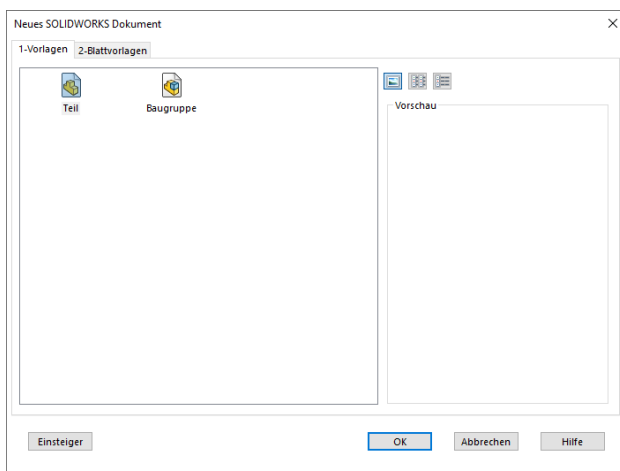 Neues SOLIDWORKS Dokument
1-Vorlagen 2-Blattvorlagen
Teil Baugruppe
Vorschau
Einsteiger OK Abbrechen Hilfe